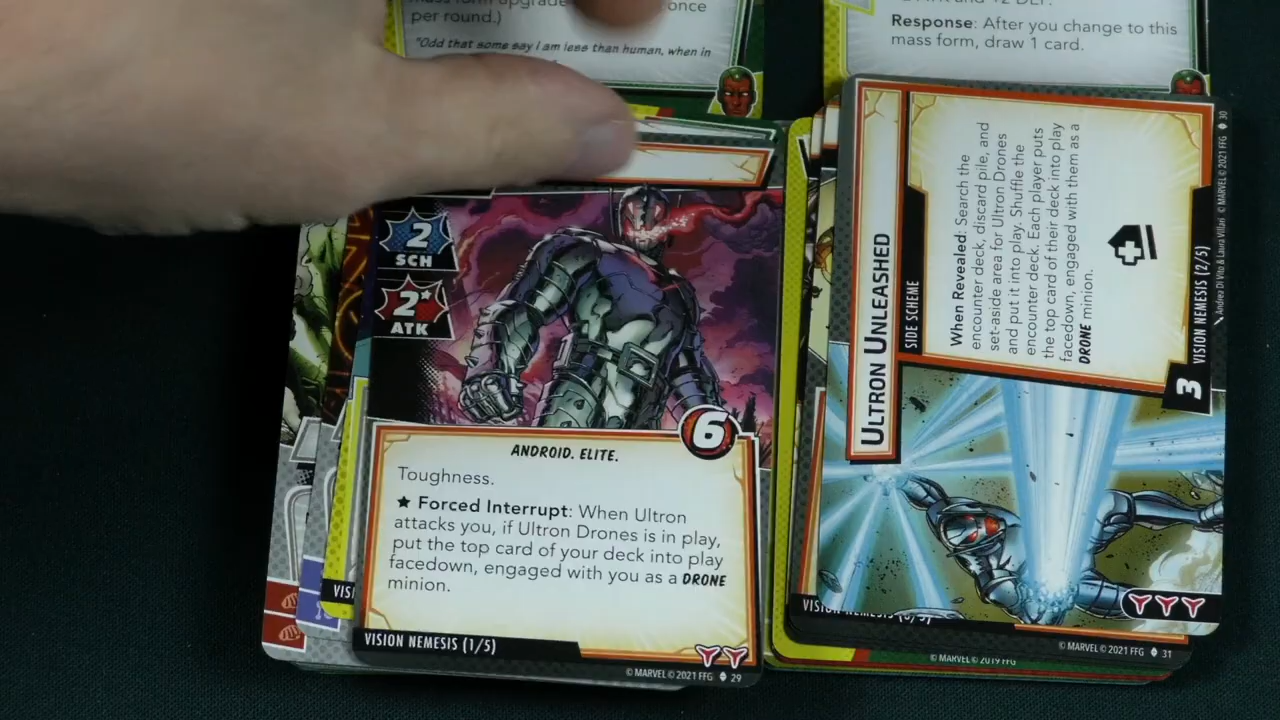 once
per round.)
"Odd that some say I am less than human, when in
Response: After you change to this
mass form, draw 1 card.
2
SCH
2*
ATK
6
ANDROID. ELITE.
Toughness.
★ Forced Interrupt: When Ultron
attacks you, if Ultron Drones is in play,
put the top card of your deck into play
facedown, engaged with you as a DRONE
minion.
VISION NEMESIS (1/5)
© MARVEL © 2021 FFG 29
ULTRON UNLEASHED
SIDE SCHEME
When Revealed: Search the
encounter deck, discard pile, and
set-aside area for Ultron Drones
and put it into play. Shuffle the
encounter deck. Each player puts
the top card of their deck into play
facedown, engaged with them as a
DRONE minion.
3
VISION NEMESIS (2/5)
Andrea Di Vito & Laura Villari © MARVEL © 2021 FFG 30
© MARVEL © 2021 FFG 31
© MARVEL © 2019 FFG